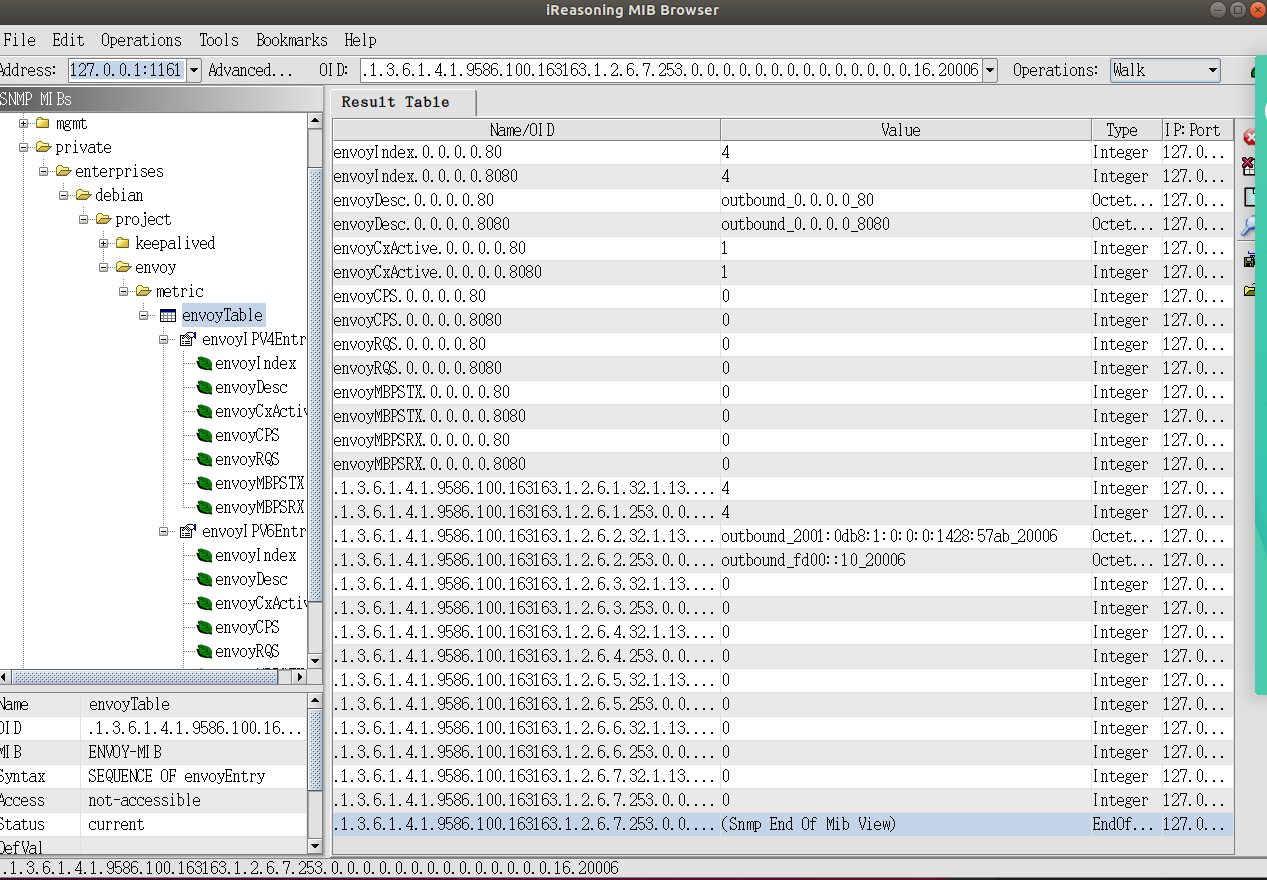 iReasoning MIB Browser
File Edit Operations Tools Bookmarks Help
Address: 127.0.0.1:1161 Advanced... OID: .1.3.6.1.4.1.9586.100.163163.1.2.6.7.253.0.0.0.0.0.0.0.0.0.0.0.0.0.0.16.20006 Operations: Walk
SNMP MIBs
mgmt
private
enterprises
debian
project
keepalived
envoy
metric
envoyTable
envoyIPV4Entr
envoyIndex
envoyDesc
envoyCxActiv
envoyCPS
envoyRQS
envoyMBPSTX
envoyMBPSRX
envoyIPV6Entr
envoyIndex
envoyDesc
envoyCxActiv
envoyCPS
envoyRQS
Name envoyTable
OID .1.3.6.1.4.1.9586.100.16...
MIB ENVOY-MIB
Syntax SEQUENCE OF envoyEntry
Access not-accessible
Status current
DefVal
Result Table
Name/OID Value Type IP:Port
envoyIndex.0.0.0.0.80 4 Integer 127.0...
envoyIndex.0.0.0.0.8080 4 Integer 127.0...
envoyDesc.0.0.0.0.80 outbound_0.0.0.0_80 Octet... 127.0...
envoyDesc.0.0.0.0.8080 outbound_0.0.0.0_8080 Octet... 127.0...
envoyCxActive.0.0.0.0.80 1 Integer 127.0...
envoyCxActive.0.0.0.0.8080 1 Integer 127.0...
envoyCPS.0.0.0.0.80 0 Integer 127.0...
envoyCPS.0.0.0.0.8080 0 Integer 127.0...
envoyRQS.0.0.0.0.80 0 Integer 127.0...
envoyRQS.0.0.0.0.8080 0 Integer 127.0...
envoyMBPSTX.0.0.0.0.80 0 Integer 127.0...
envoyMBPSTX.0.0.0.0.8080 0 Integer 127.0...
envoyMBPSRX.0.0.0.0.80 0 Integer 127.0...
envoyMBPSRX.0.0.0.0.8080 0 Integer 127.0...
.1.3.6.1.4.1.9586.100.163163.1.2.6.1.32.1.13.... 4 Integer 127.0...
.1.3.6.1.4.1.9586.100.163163.1.2.6.1.253.0.0.... 4 Integer 127.0...
.1.3.6.1.4.1.9586.100.163163.1.2.6.2.32.1.13.... outbound_2001:0db8:1:0:0:0:1428:57ab_20006 Octet... 127.0...
.1.3.6.1.4.1.9586.100.163163.1.2.6.2.253.0.0.... outbound_fd00::10_20006 Octet... 127.0...
.1.3.6.1.4.1.9586.100.163163.1.2.6.3.32.1.13.... 0 Integer 127.0...
.1.3.6.1.4.1.9586.100.163163.1.2.6.3.253.0.0.... 0 Integer 127.0...
.1.3.6.1.4.1.9586.100.163163.1.2.6.4.32.1.13.... 0 Integer 127.0...
.1.3.6.1.4.1.9586.100.163163.1.2.6.4.253.0.0.... 0 Integer 127.0...
.1.3.6.1.4.1.9586.100.163163.1.2.6.5.32.1.13.... 0 Integer 127.0...
.1.3.6.1.4.1.9586.100.163163.1.2.6.5.253.0.0.... 0 Integer 127.0...
.1.3.6.1.4.1.9586.100.163163.1.2.6.6.32.1.13.... 0 Integer 127.0...
.1.3.6.1.4.1.9586.100.163163.1.2.6.6.253.0.0.... 0 Integer 127.0...
.1.3.6.1.4.1.9586.100.163163.1.2.6.7.32.1.13.... 0 Integer 127.0...
.1.3.6.1.4.1.9586.100.163163.1.2.6.7.253.0.0.... 0 Integer 127.0...
.1.3.6.1.4.1.9586.100.163163.1.2.6.7.253.0.0.... (Snmp End Of Mib View) EndOf... 127.0...
.1.3.6.1.4.1.9586.100.163163.1.2.6.7.253.0.0.0.0.0.0.0.0.0.0.0.0.0.0.16.20006